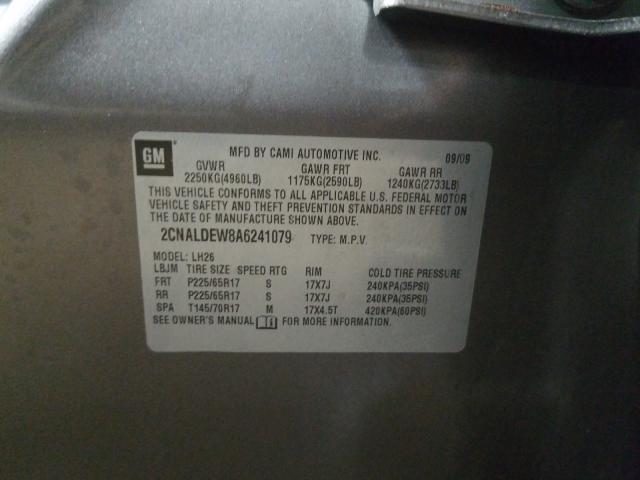 GM
MFD BY CAMI AUTOMOTIVE INC. 09/09
GVWR GAWR FRT GAWR RR
2250KG(4960LB) 1175KG(2590LB) 1240KG(2733LB)
THIS VEHICLE CONFORMS TO ALL APPLICABLE U.S. FEDERAL MOTOR
VEHICLE SAFETY AND THEFT PREVENTION STANDARDS IN EFFECT ON
THE DATE OF MANUFACTURE SHOWN ABOVE.
2CNALDEW8A6241079 TYPE: M.P.V.
MODEL: LH26
LBJM TIRE SIZE SPEED RTG RIM COLD TIRE PRESSURE
FRT P225/65R17 S 17X7J 240KPA(35PSI)
RR P225/65R17 S 17X7J 240KPA(35PSI)
SPA T145/70R17 M 17X4.5T 420KPA(60PSI)
SEE OWNER'S MANUAL FOR MORE INFORMATION.